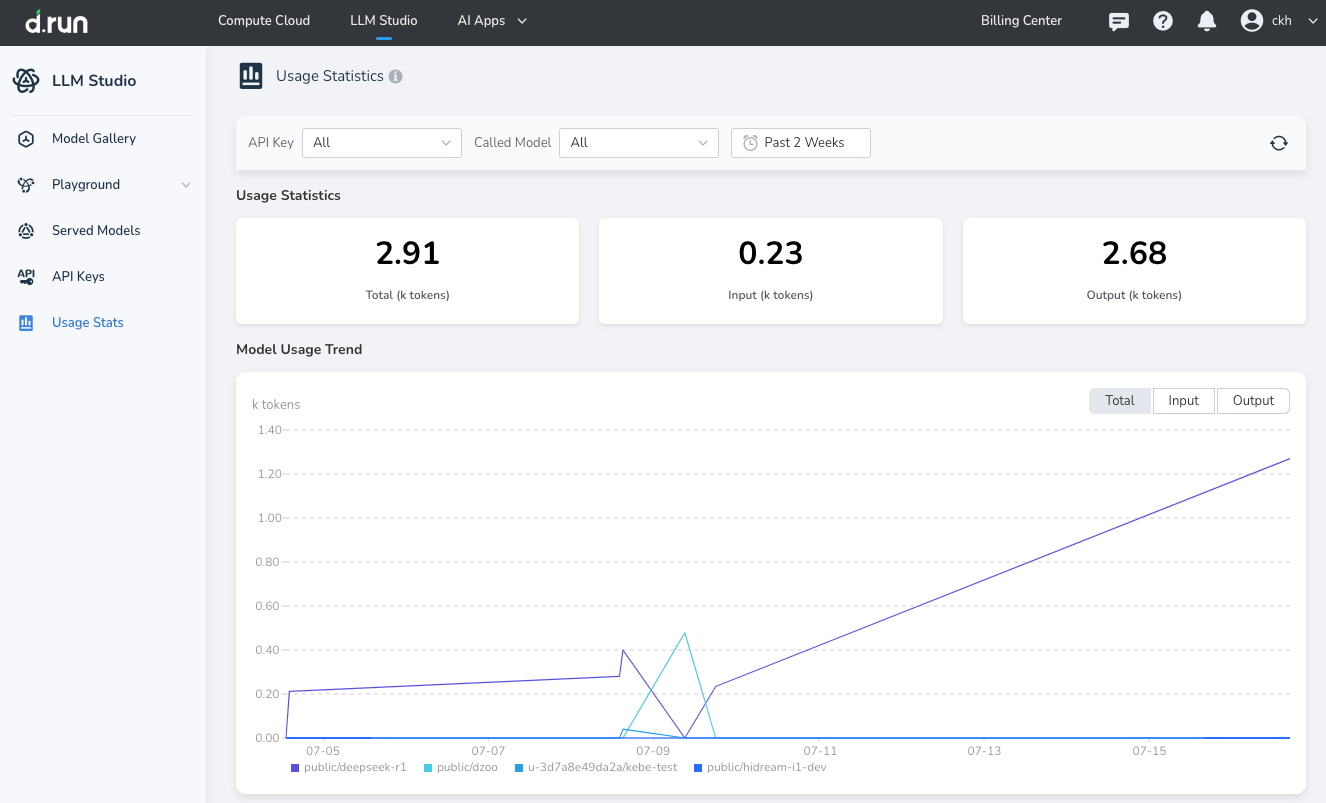 d.run
Compute Cloud
LLM Studio
AI Apps
Billing Center
ckh
LLM Studio
Model Gallery
Playground
Served Models
API
API Keys
Usage Stats
Usage Statistics
API Key
All
Called Model
All
Past 2 Weeks
Usage Statistics
2.91
Total (k tokens)
0.23
Input (k tokens)
2.68
Output (k tokens)
Model Usage Trend
k tokens
Total
Input
Output
1.40
1.20
1.00
0.80
0.60
0.40
0.20
0.00
07-05
07-07
07-09
07-11
07-13
07-15
public/deepseek-r1
public/dzoo
u-3d7a8e49da2a/kebe-test
public/hidream-i1-dev